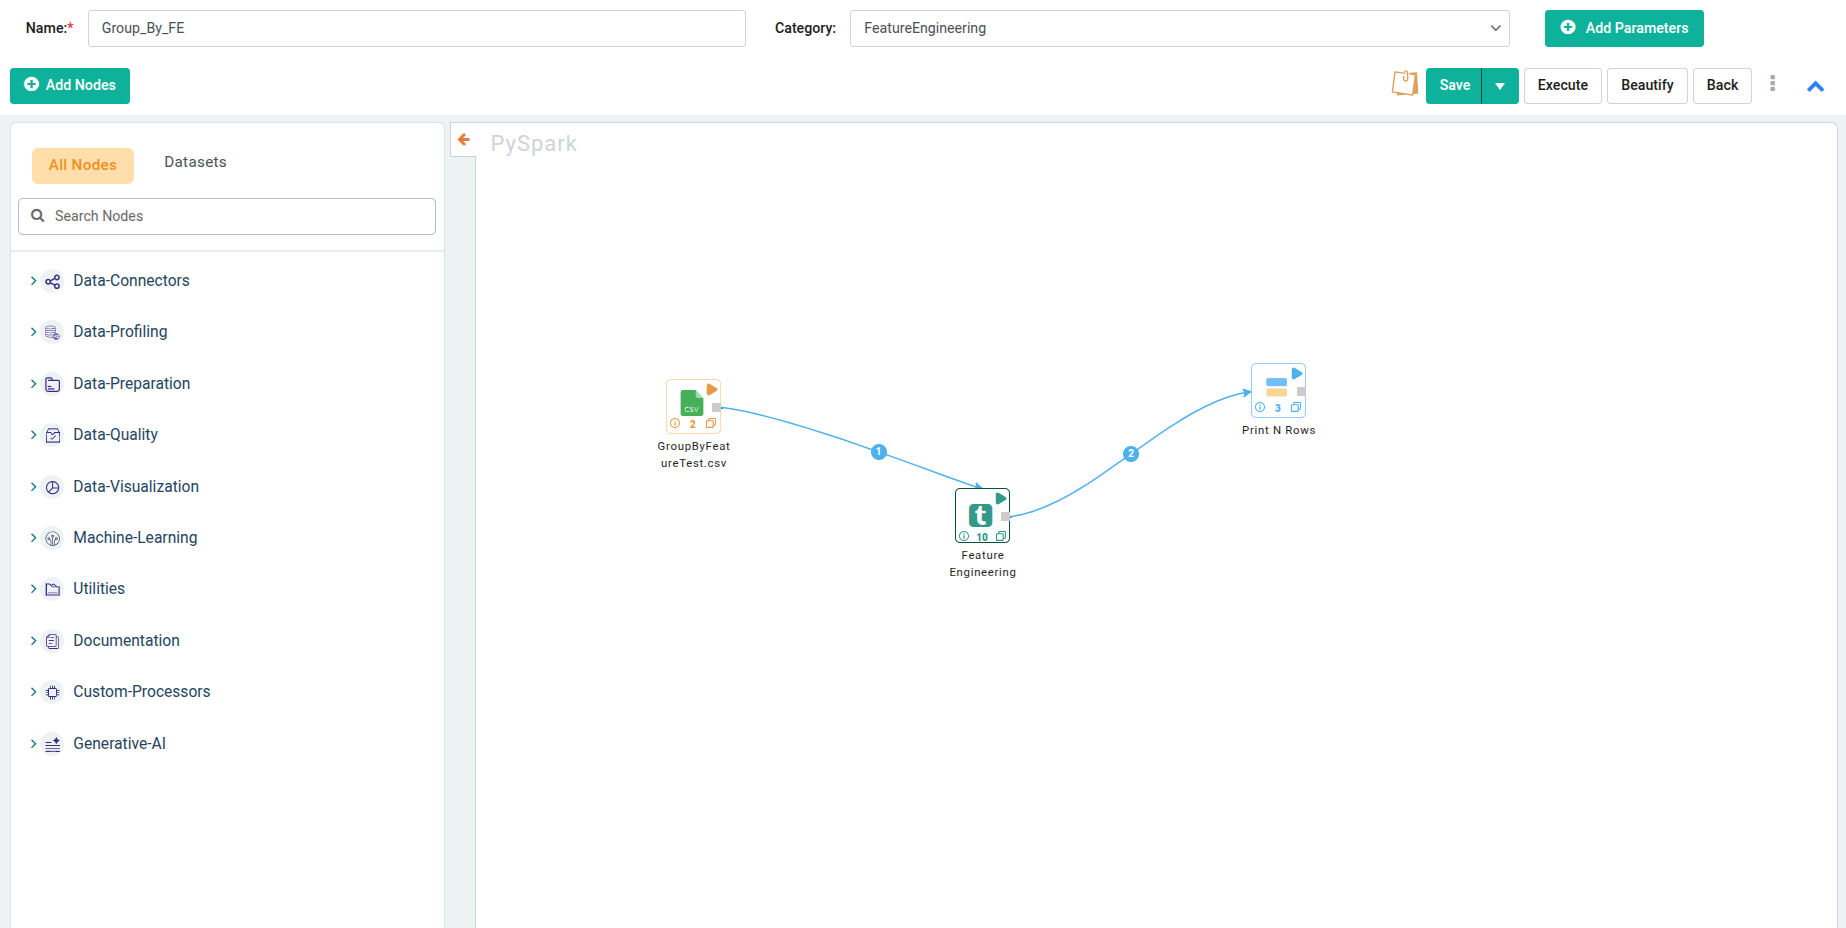 Name:* Group_By_FE Category: FeatureEngineering Add Parameters
Add Nodes Save Execute Beautify Back
All Nodes Datasets
Search Nodes
Data-Connectors
Data-Profiling
Data-Preparation
Data-Quality
Data-Visualization
Machine-Learning
Utilities
Documentation
Custom-Processors
Generative-AI
PySpark
CSV
2
GroupByFeat
ureTest.csv
1
t
10
Feature
Engineering
2
3
Print N Rows